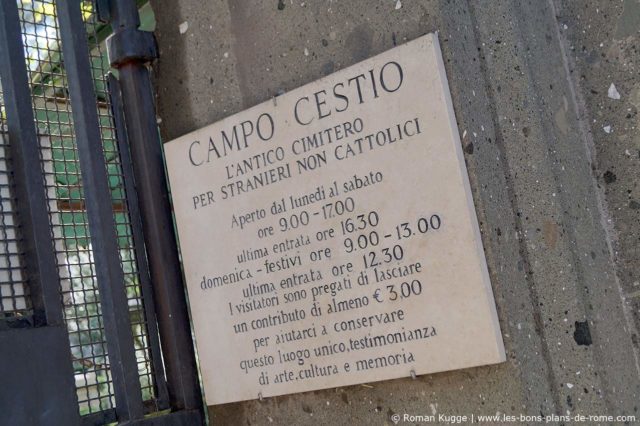 CAMPO CESTIO
L'ANTICO CIMITERO
PER STRANIERI NON CATTOLICI
Aperto dal lunedì al sabato
ore 9.00-17.00
ultima entrata ore 16.30
domenica-festivi ore 9.00-13.00
ultima entrata ore 12.30
I visitatori sono pregati di lasciare
un contributo di almeno € 3,00
per aiutarci a conservare
questo luogo unico, testimonianza
di arte, cultura e memoria
© Roman Kugge | www.les-bons-plans-de-rome.com